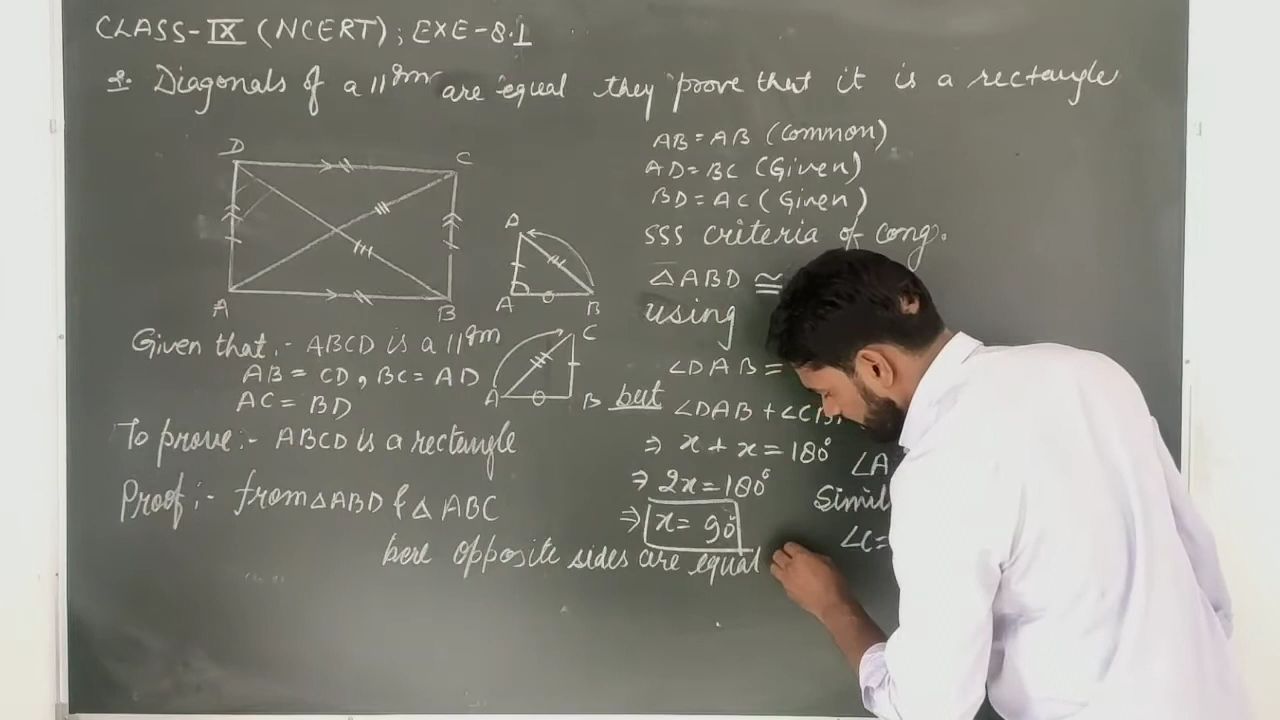 CLASS-IX (NCERT); EXE-8.1
Q. Diagonals of a ||gm are equal they prove that it is a rectangle
D
C
A
B
D
A
B
C
A
B
Given that:- ABCD is a ||gm
AB = CD, BC = AD
AC = BD
To prove:- ABCD is a rectangle
Proof:- from △ABD & △ABC
AB = AB (Common)
AD = BC (Given)
BD = AC (Given)
SSS criteria of cong.
△ABD ≅
using
∠DAB =
but ∠DAB + ∠CB
⇒ x + x = 180°
⇒ 2x = 180°
⇒ x = 90°
∠A
Simil
∠C=
here opposite sides are equal